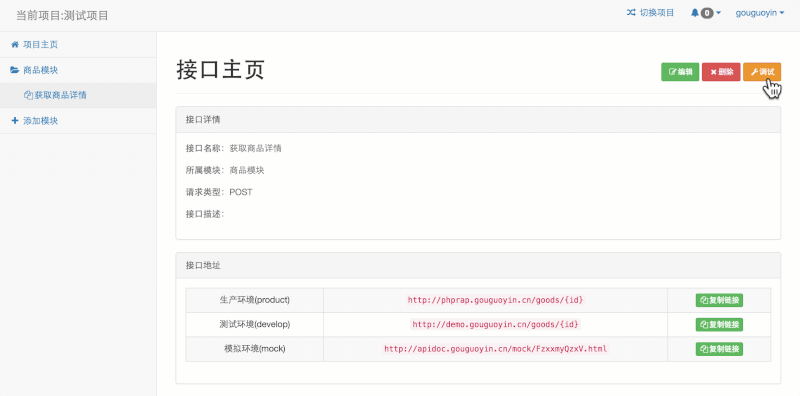 当前项目:测试项目
切换项目
0
gouguoyin
项目主页
商品模块
获取商品详情
添加模块
接口主页
编辑
删除
调试
接口详情
接口名称：获取商品详情
所属模块：商品模块
请求类型：POST
接口描述：
接口地址
生产环境(product) http://phprap.gouguoyin.cn/goods/{id} 复制链接
测试环境(develop) http://demo.gouguoyin.cn/goods/{id} 复制链接
模拟环境(mock) http://apidoc.gouguoyin.cn/mock/FzxxmyQzxV.html 复制链接